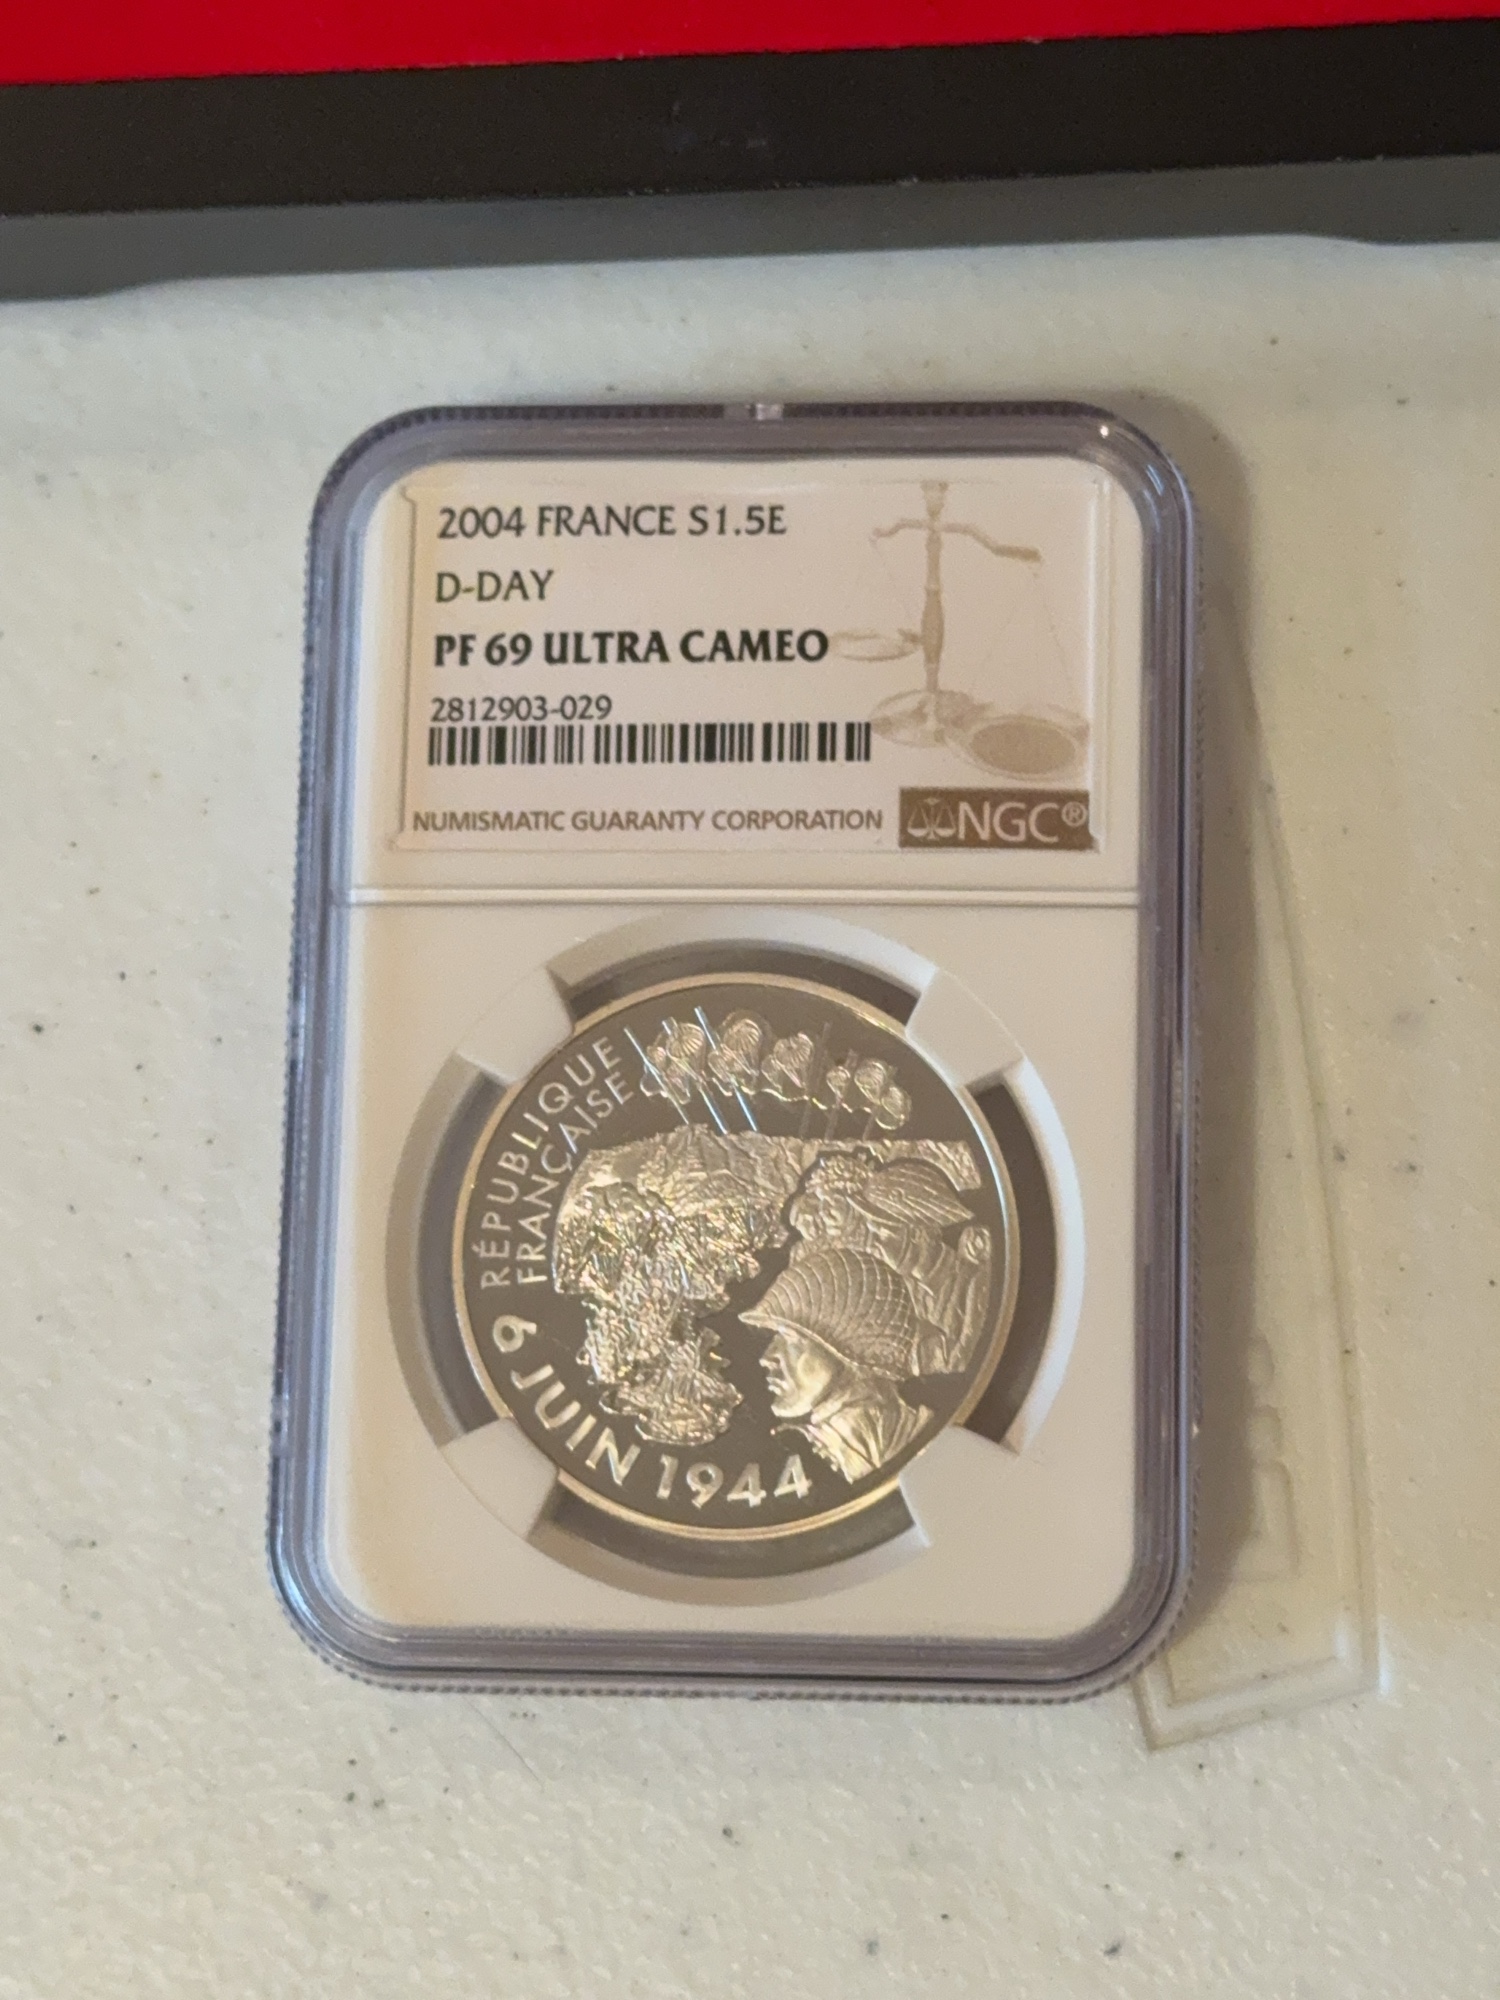 2004 FRANCE S1.5E
D-DAY
PF 69 ULTRA CAMEO
2812903-029
NUMISMATIC GUARANTY CORPORATION
NGC®
RÉPUBLIQUE
FRANÇAISE
6 JUIN 1944